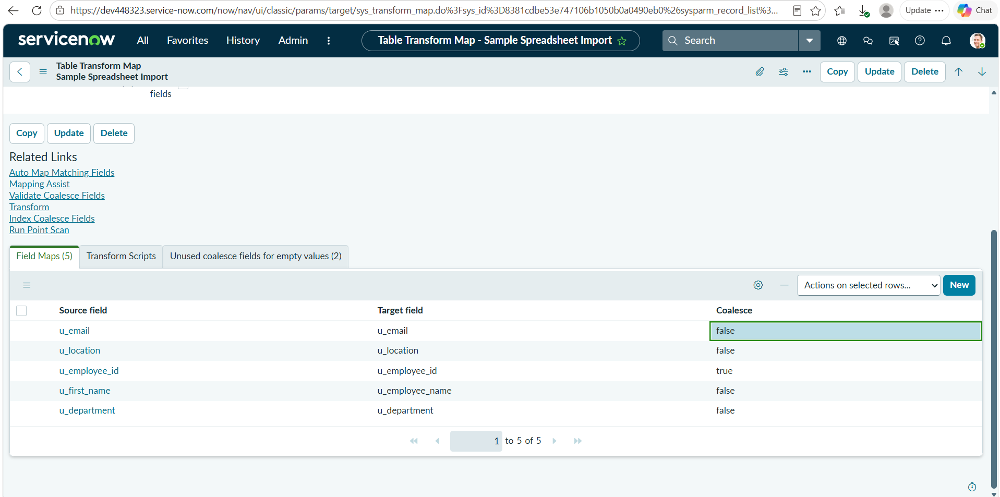 https://dev448323.service-now.com/now/nav/ui/classic/params/target/sys_transform_map.do%3Fsys_id%3D8381cdbe53e747106b1050b0a0490eb0%26sysparm_record_list%3...
Update
Chat
servicenow
All
Favorites
History
Admin
Table Transform Map - Sample Spreadsheet Import
Search
Table Transform Map
Sample Spreadsheet Import
Copy
Update
Delete
fields
Copy
Update
Delete
Related Links
Auto Map Matching Fields
Mapping Assist
Validate Coalesce Fields
Transform
Index Coalesce Fields
Run Point Scan
Field Maps (5)
Transform Scripts
Unused coalesce fields for empty values (2)
Actions on selected rows...
New
Source field Target field Coalesce
u_email u_email false
u_location u_location false
u_employee_id u_employee_id true
u_first_name u_employee_name false
u_department u_department false
1 to 5 of 5